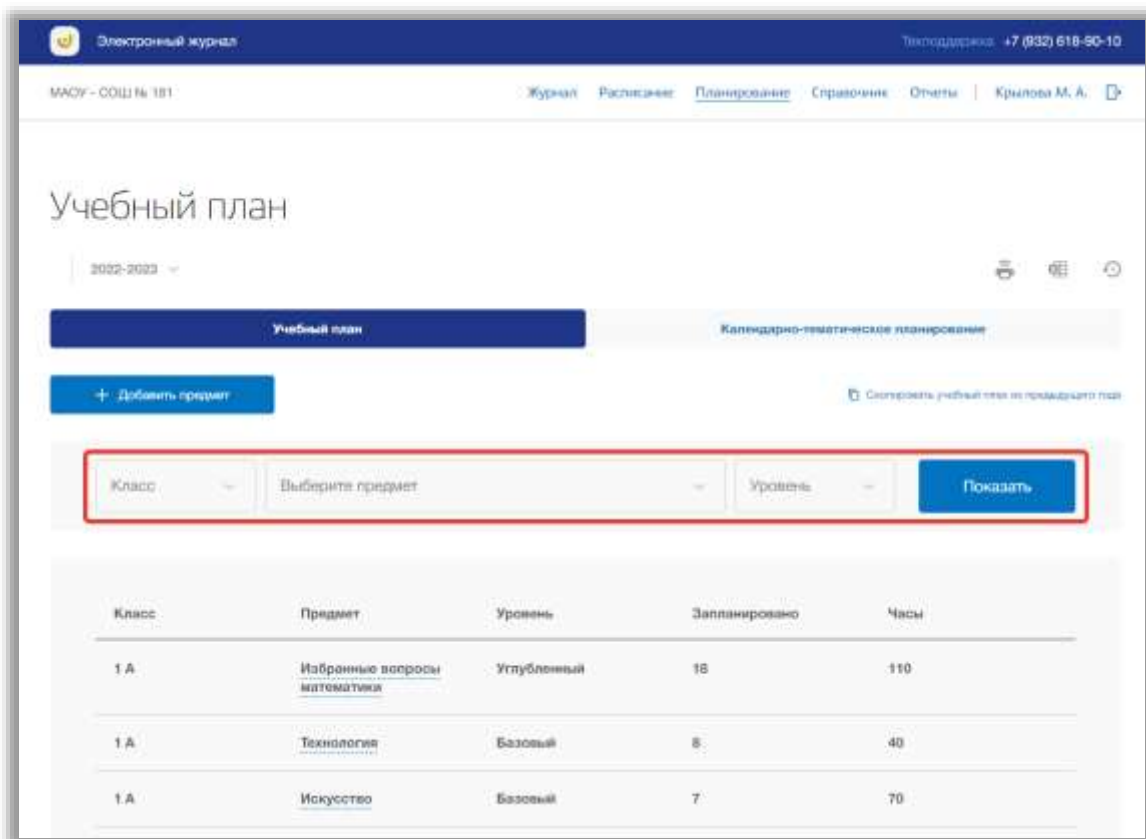 Электронный журнал Техподдержка +7 (932) 618-90-10
МАОУ - СОШ № 181 Журнал Расписание Планирование Справочник Отчеты Крылова М. А.
Учебный план
2022-2023
Учебный план Календарно-тематическое планирование
+ Добавить предмет Скопировать учебный план из предыдущего года
Класс Выберите предмет Уровень Показать
Класс Предмет Уровень Запланировано Часы
1 А Избранные вопросы математики Углубленный 110
1 А Технология Базовый 8 40
1 А Искусство Базовый 7 70